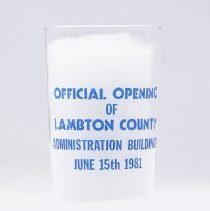 OFFICIAL OPENING
OF
LAMBTON COUNTY
ADMINISTRATION BUILDING
JUNE 15th 1981